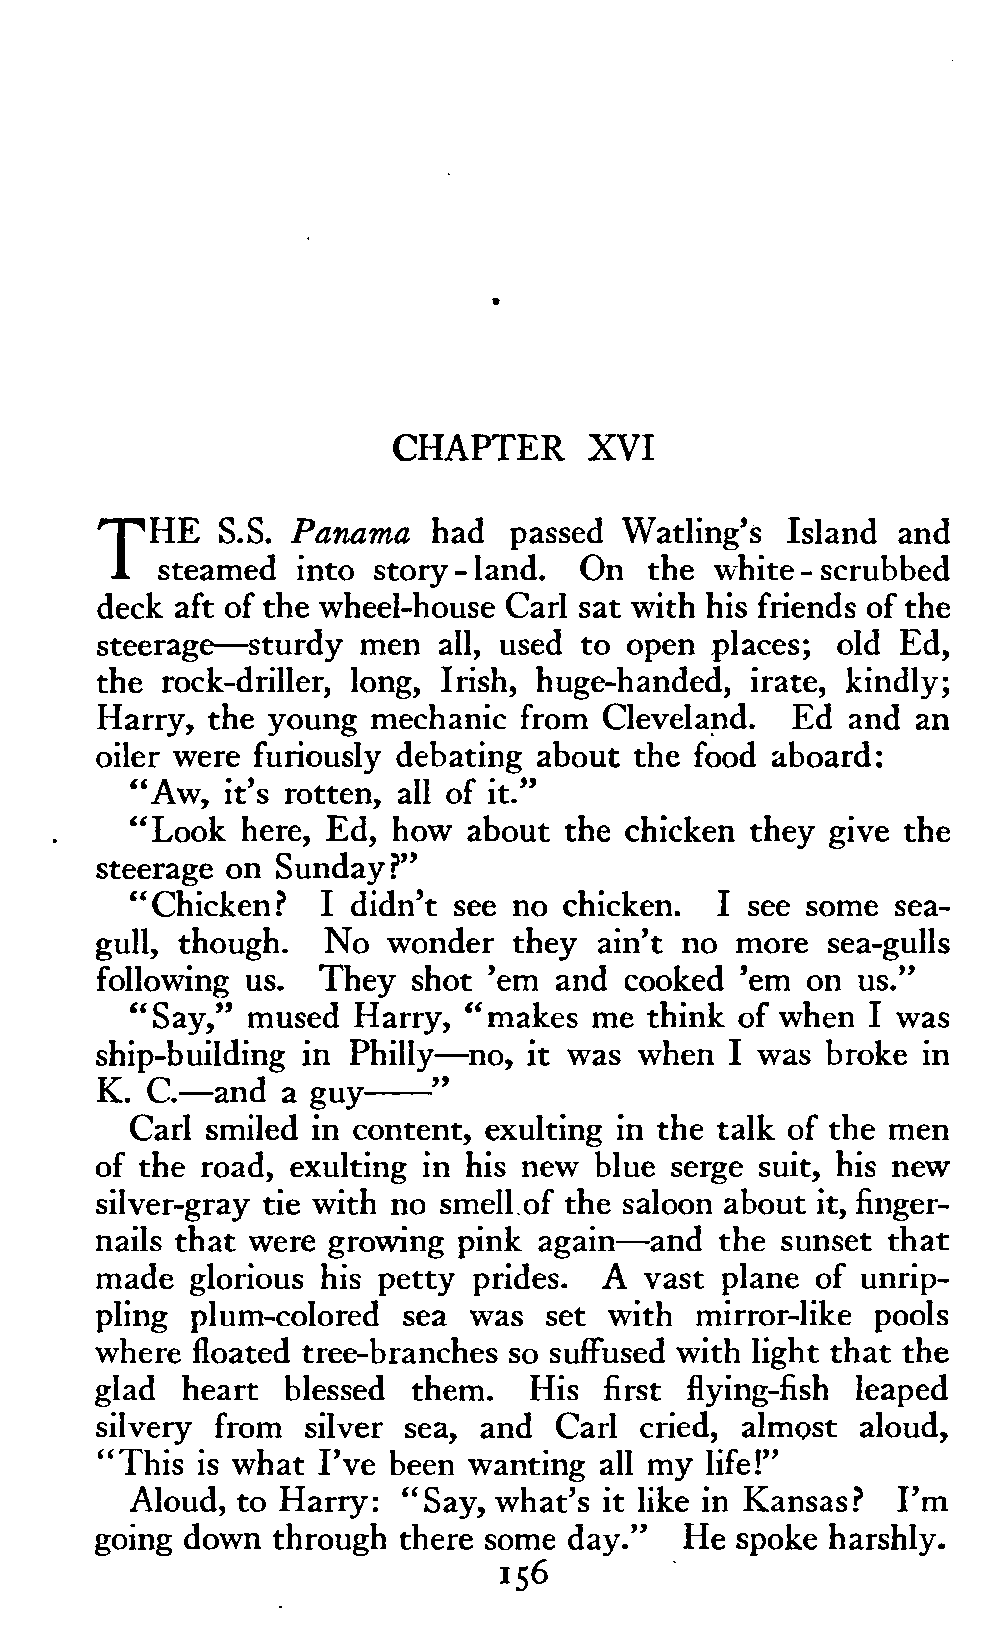 CHAPTER XVI
THE S.S. Panama had passed Watling's Island and
steamed into story-land. On the white-scrubbed
deck aft of the wheel-house Carl sat with his friends of the
steerage—sturdy men all, used to open places; old Ed,
the rock-driller, long, Irish, huge-handed, irate, kindly;
Harry, the young mechanic from Cleveland. Ed and an
oiler were furiously debating about the food aboard:
"Aw, it's rotten, all of it."
"Look here, Ed, how about the chicken they give the
steerage on Sunday?"
"Chicken? I didn't see no chicken. I see some sea-
gull, though. No wonder they ain't no more sea-gulls
following us. They shot 'em and cooked 'em on us."
"Say," mused Harry, "makes me think of when I was
ship-building in Philly—no, it was when I was broke in
K. C.—and a guy——"
Carl smiled in content, exulting in the talk of the men
of the road, exulting in his new blue serge suit, his new
silver-gray tie with no smell of the saloon about it, finger-
nails that were growing pink again—and the sunset that
made glorious his petty prides. A vast plane of unrip-
pling plum-colored sea was set with mirror-like pools
where floated tree-branches so suffused with light that the
glad heart blessed them. His first flying-fish leaped
silvery from silver sea, and Carl cried, almost aloud,
"This is what I've been wanting all my life!"
Aloud, to Harry: "Say, what's it like in Kansas? I'm
going down through there some day." He spoke harshly.
156